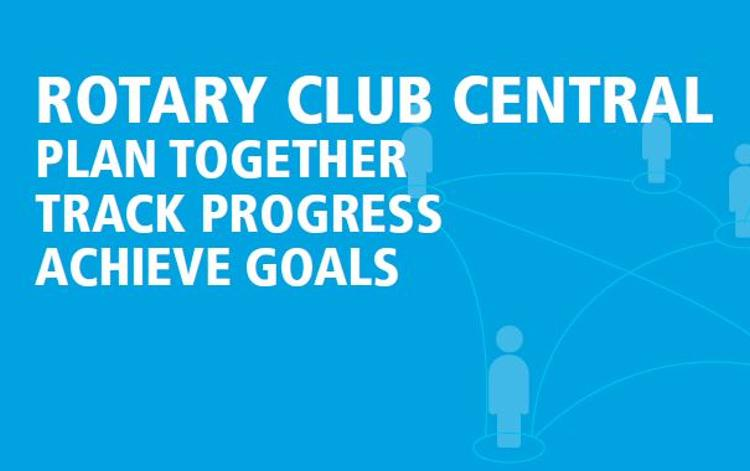 ROTARY CLUB CENTRAL
PLAN TOGETHER
TRACK PROGRESS
ACHIEVE GOALS